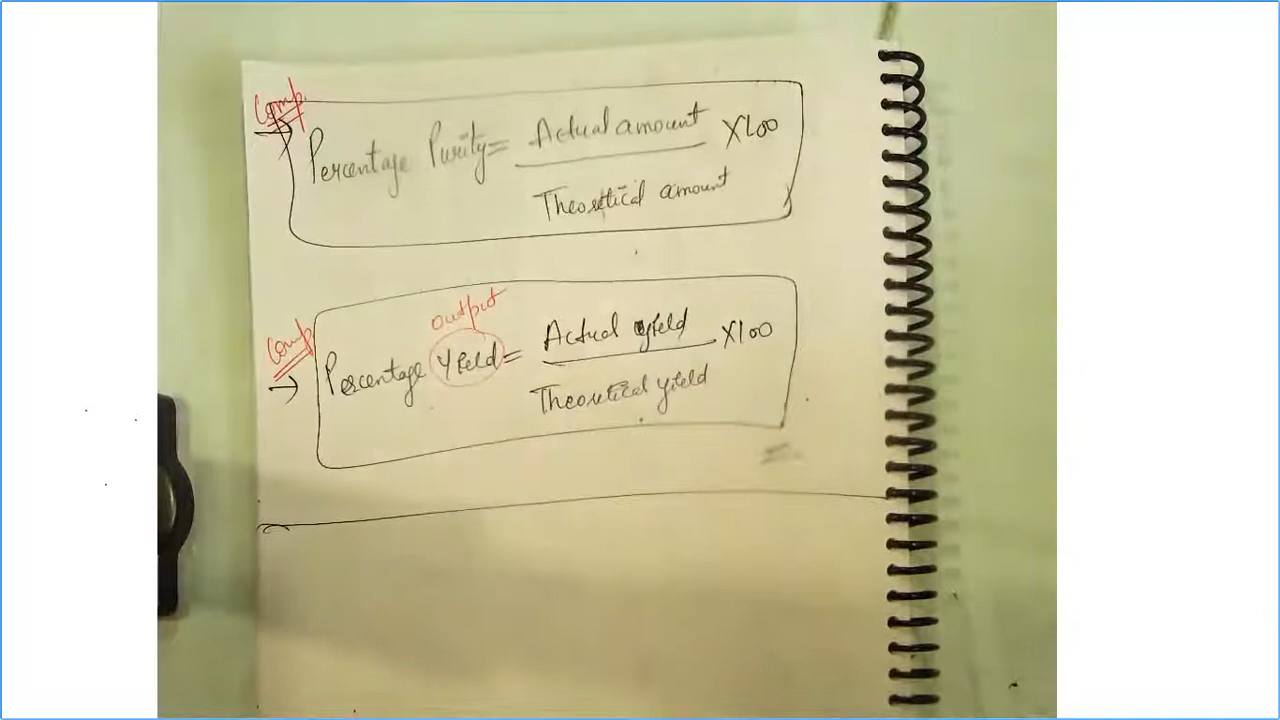 Comp.
Percentage Purity = Actual amount / Theoretical amount X100
output
Comp
Percentage Yield = Actual yield / Theoretical yield X100